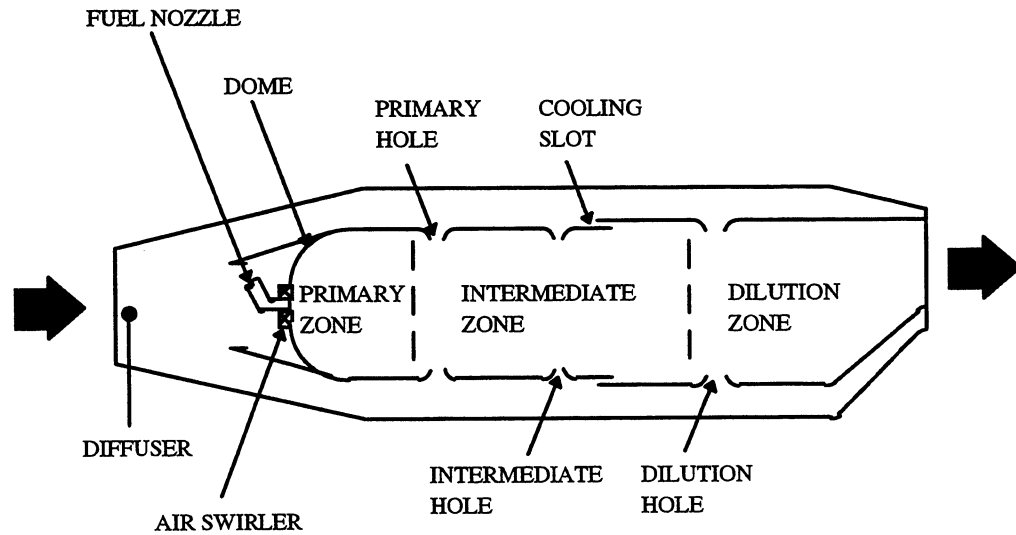 FUEL NOZZLE
DOME
PRIMARY
HOLE
COOLING
SLOT
PRIMARY
ZONE
INTERMEDIATE
ZONE
DILUTION
ZONE
DIFFUSER
AIR SWIRLER
INTERMEDIATE
HOLE
DILUTION
HOLE